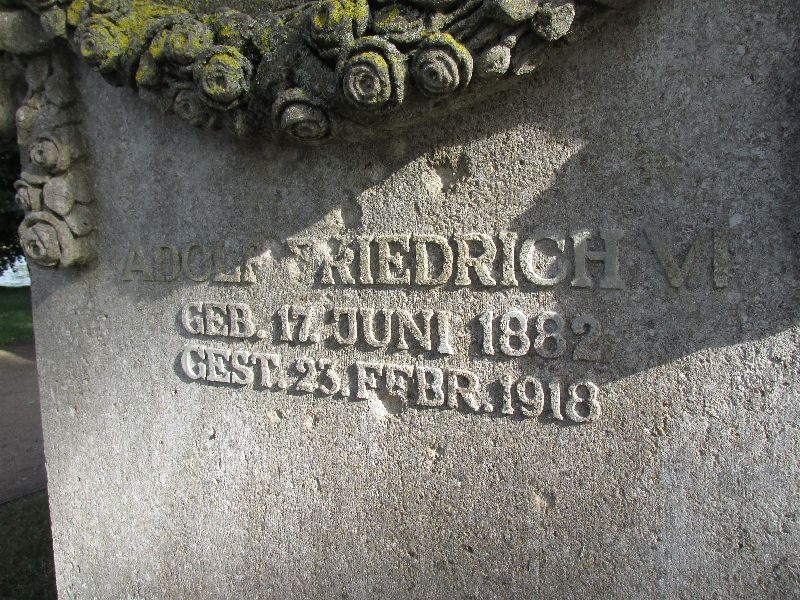 ADOLF FRIEDRICH VI
GEB. 17. JUNI 1882
GEST. 23. FEBR. 1918